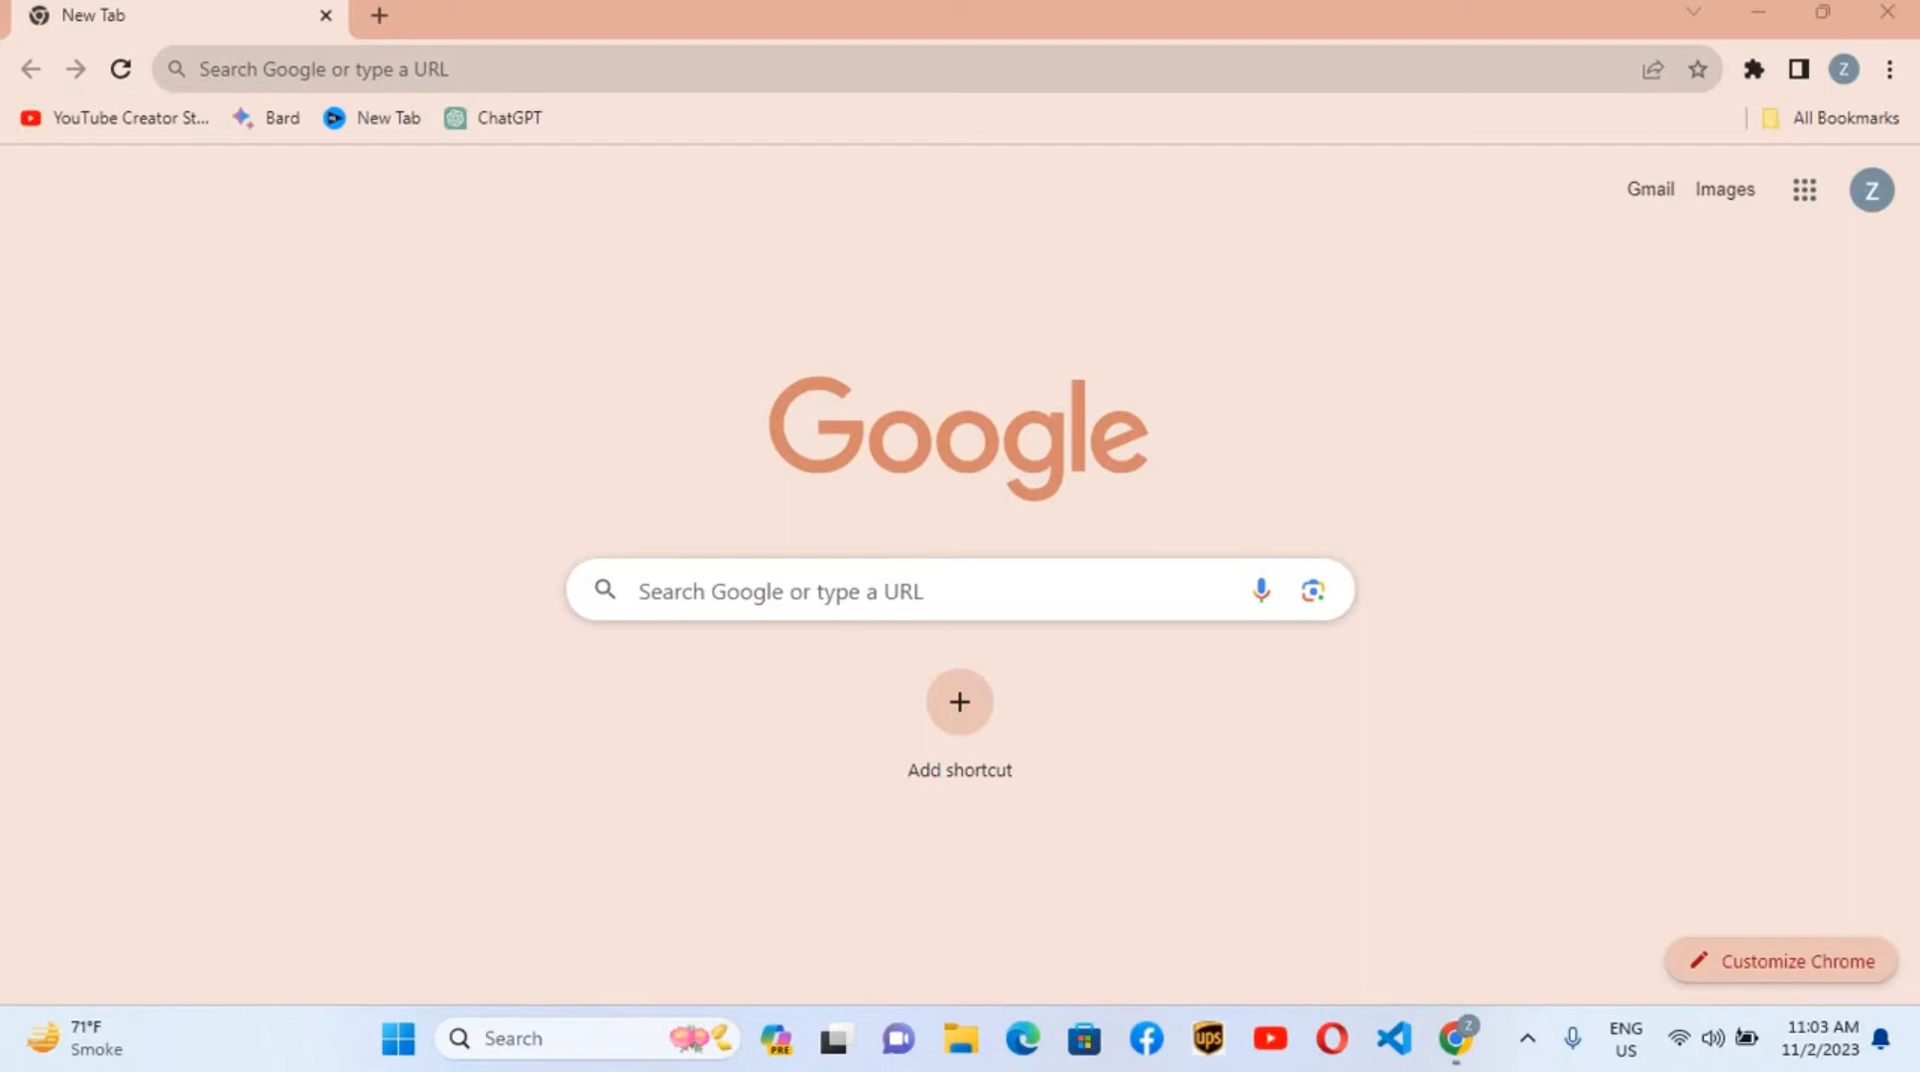 New Tab
Search Google or type a URL
Z
YouTube Creator St...
Bard
New Tab
ChatGPT
All Bookmarks
Gmail
Images
Z
Google
Search Google or type a URL
Add shortcut
Customize Chrome
71°F
Smoke
Search
PRE
ups
Z
ENG
US
11:03 AM
11/2/2023